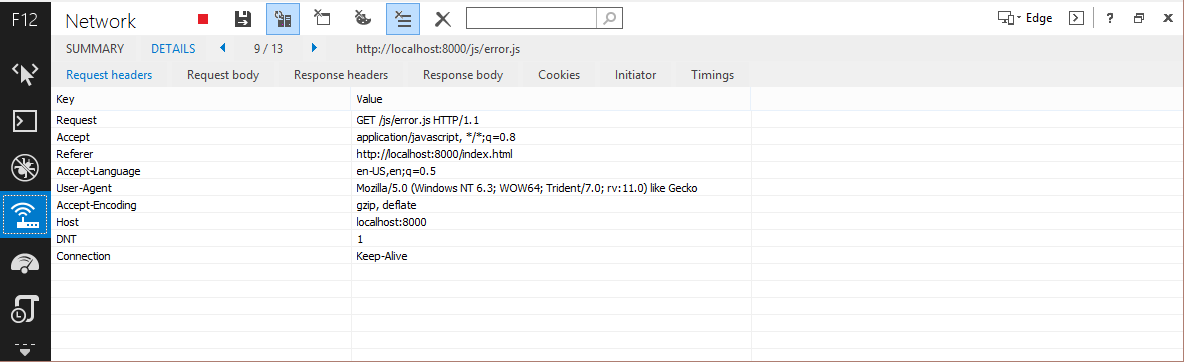 F12 Network Edge ?
SUMMARY DETAILS 9 / 13 http://localhost:8000/js/error.js
Request headers Request body Response headers Response body Cookies Initiator Timings
Key Value
Request GET /js/error.js HTTP/1.1
Accept application/javascript, */*;q=0.8
Referer http://localhost:8000/index.html
Accept-Language en-US,en;q=0.5
User-Agent Mozilla/5.0 (Windows NT 6.3; WOW64; Trident/7.0; rv:11.0) like Gecko
Accept-Encoding gzip, deflate
Host localhost:8000
DNT 1
Connection Keep-Alive